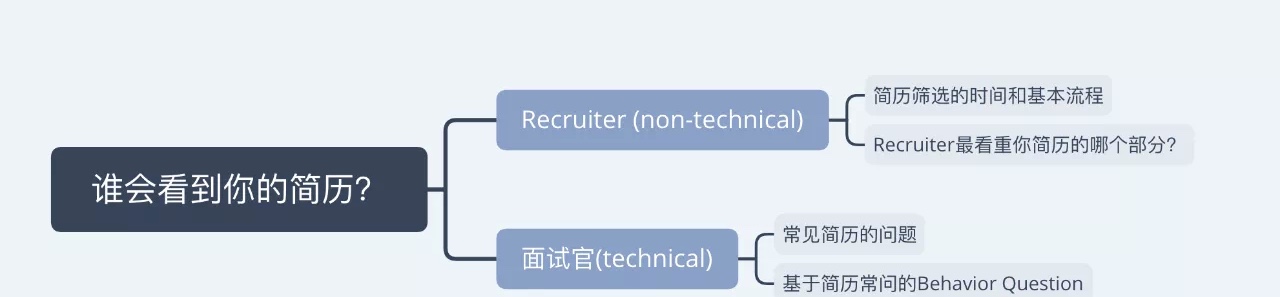 谁会看到你的简历？
Recruiter (non-technical)
简历筛选的时间和基本流程
Recruiter最看重你简历的哪个部分？
面试官(technical)
常见简历的问题
基于简历常问的Behavior Question